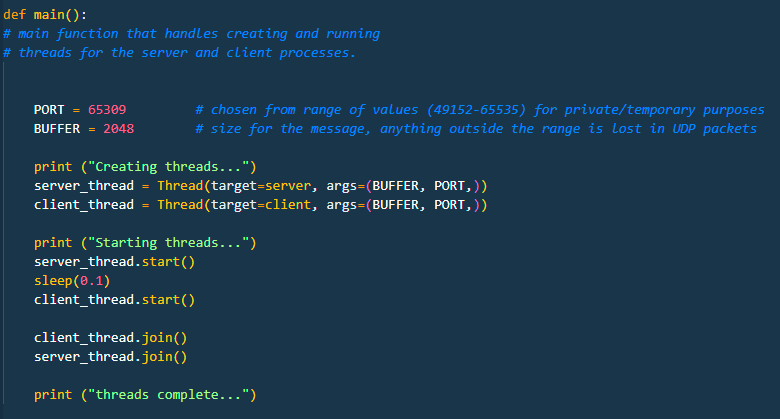 def main():
# main function that handles creating and running
# threads for the server and client processes.
PORT = 65309 # chosen from range of values (49152-65535) for private/temporary purposes
BUFFER = 2048 # size for the message, anything outside the range is lost in UDP packets
print ("Creating threads...")
server_thread = Thread(target=server, args=(BUFFER, PORT,))
client_thread = Thread(target=client, args=(BUFFER, PORT,))
print ("Starting threads...")
server_thread.start()
sleep(0.1)
client_thread.start()
client_thread.join()
server_thread.join()
print ("threads complete...")